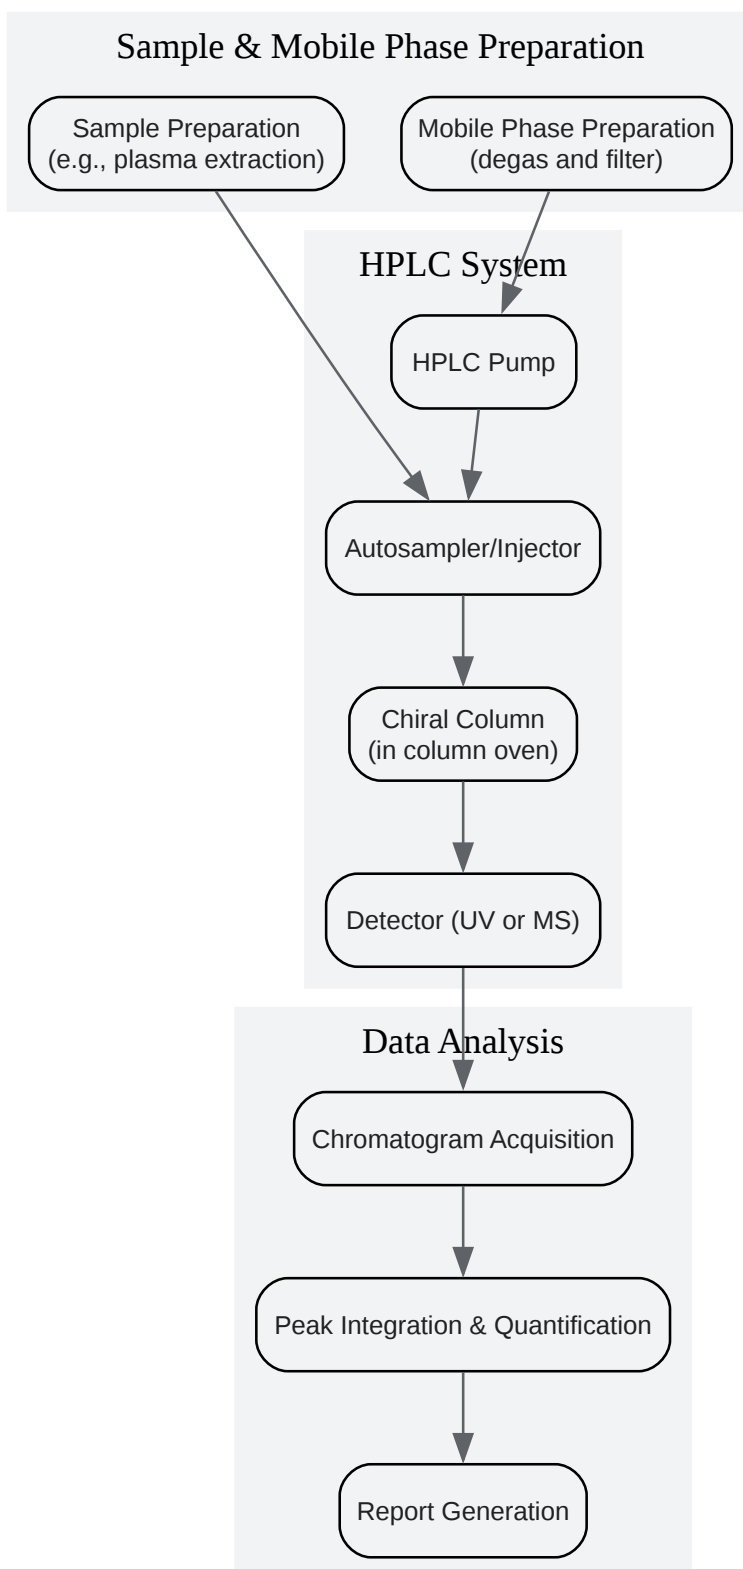 Sample & Mobile Phase Preparation
Sample Preparation
(e.g., plasma extraction)
Mobile Phase Preparation
(degas and filter)
HPLC System
HPLC Pump
Autosampler/Injector
Chiral Column
(in column oven)
Detector (UV or MS)
Data Analysis
Chromatogram Acquisition
Peak Integration & Quantification
Report Generation